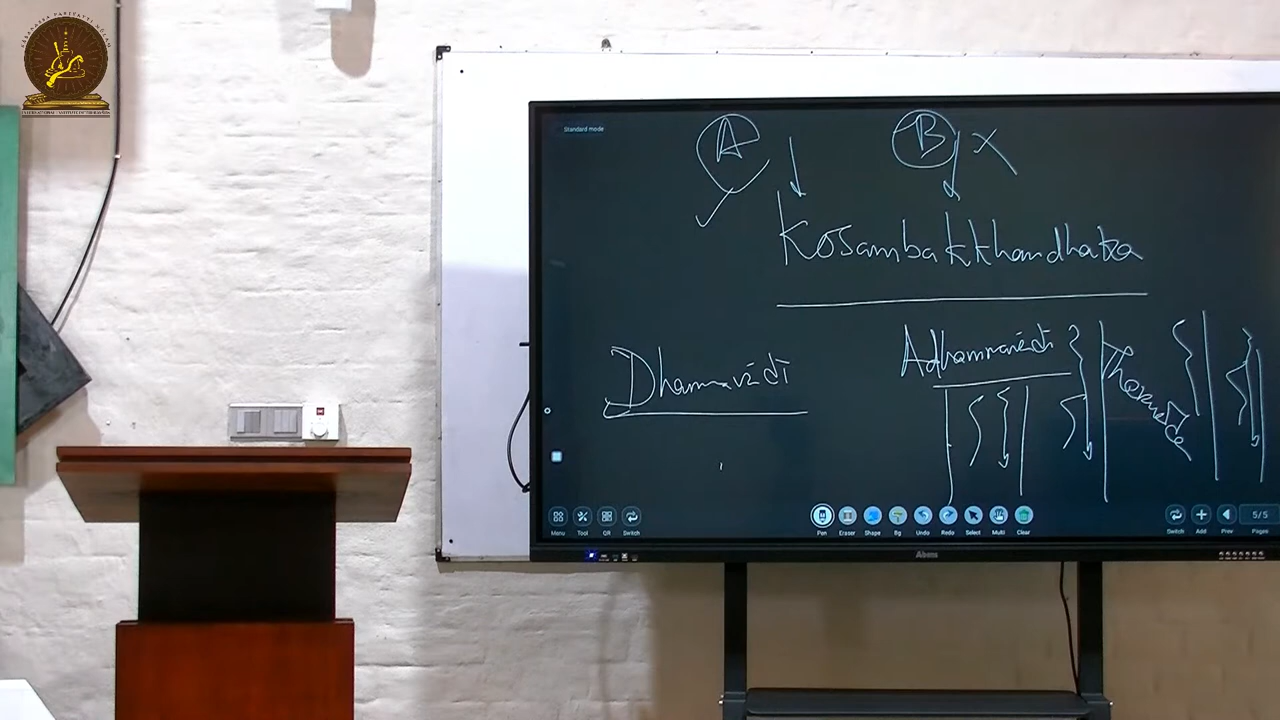 Standard mode
A B X
Kosambakkhandhaka
Dhammavādī
Adhammavādī
Menu Tool QR Switch Pen Eraser Shape Bg Undo Redo Select Multi Clear Switch Add Prev 5/5 Pages